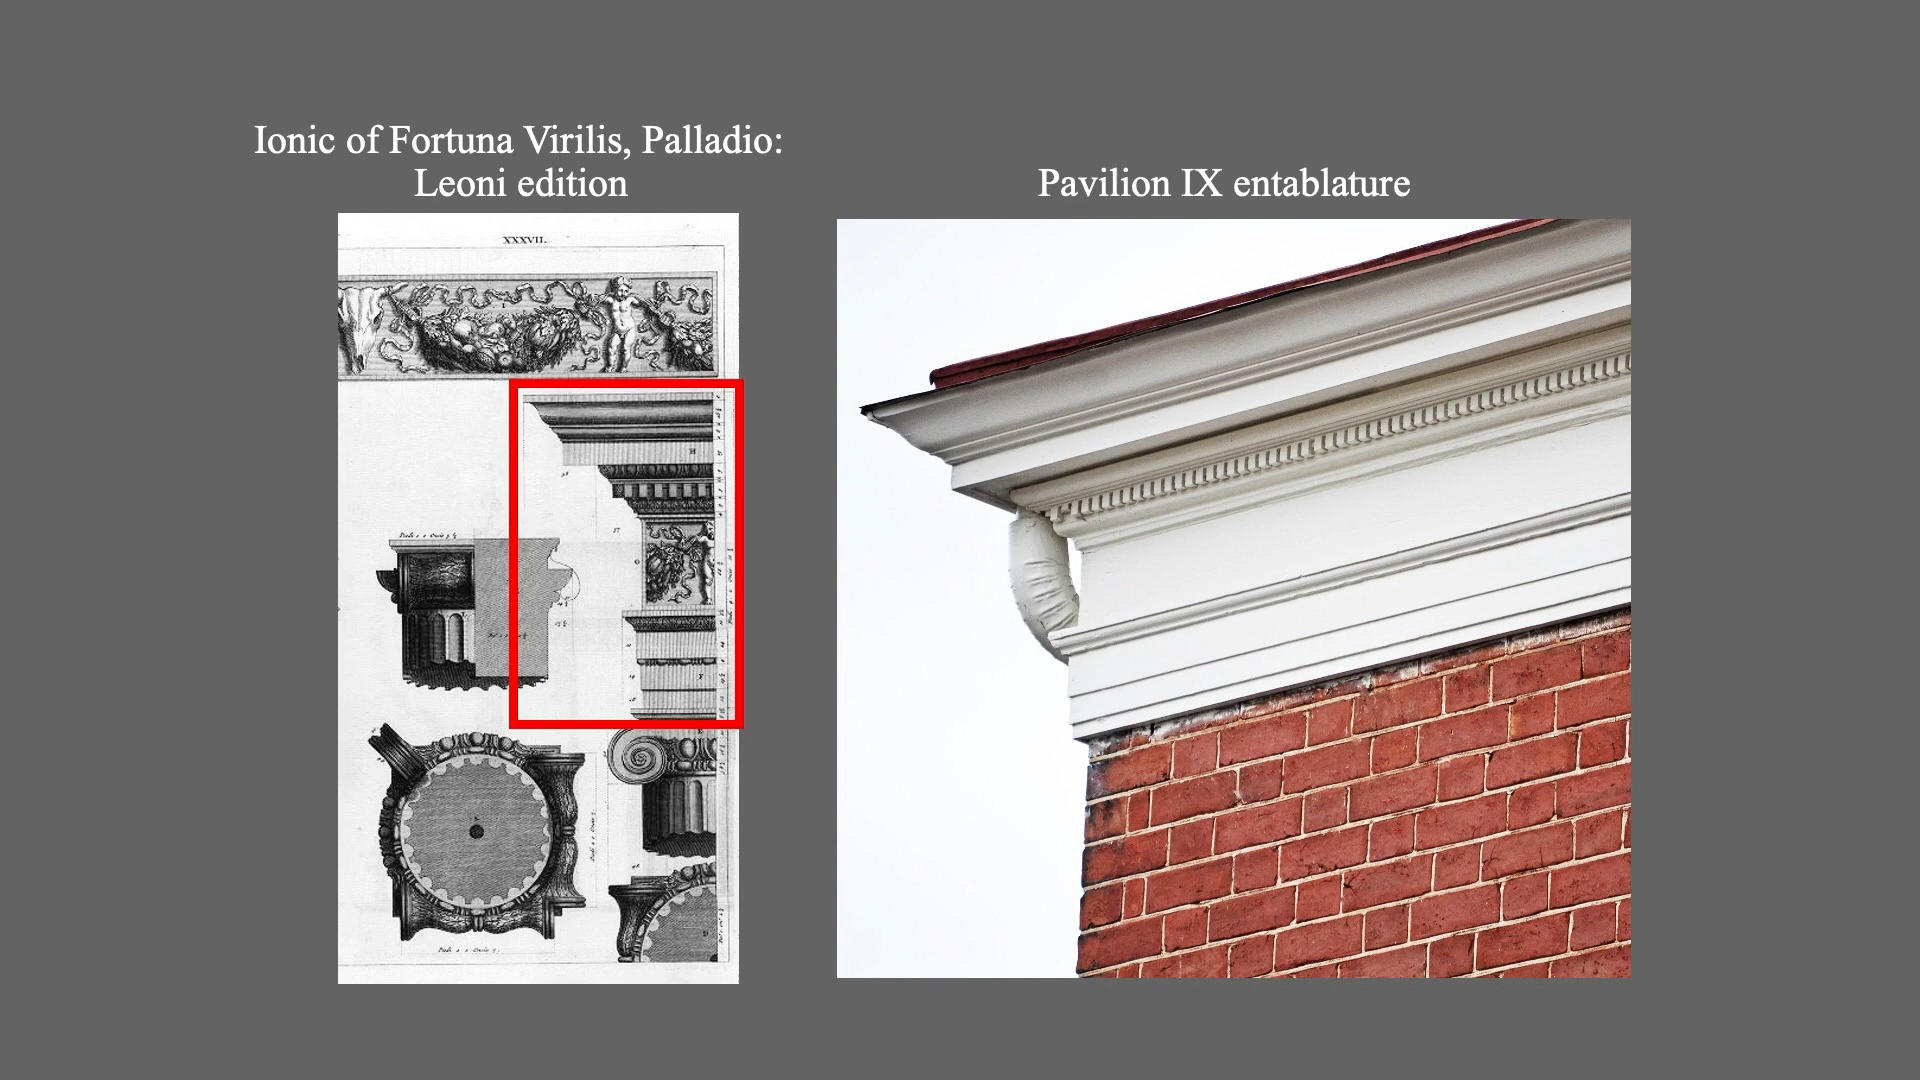 Ionic of Fortuna Virilis, Palladio:
Leoni edition
Pavilion IX entablature
XXXVII.
H
F